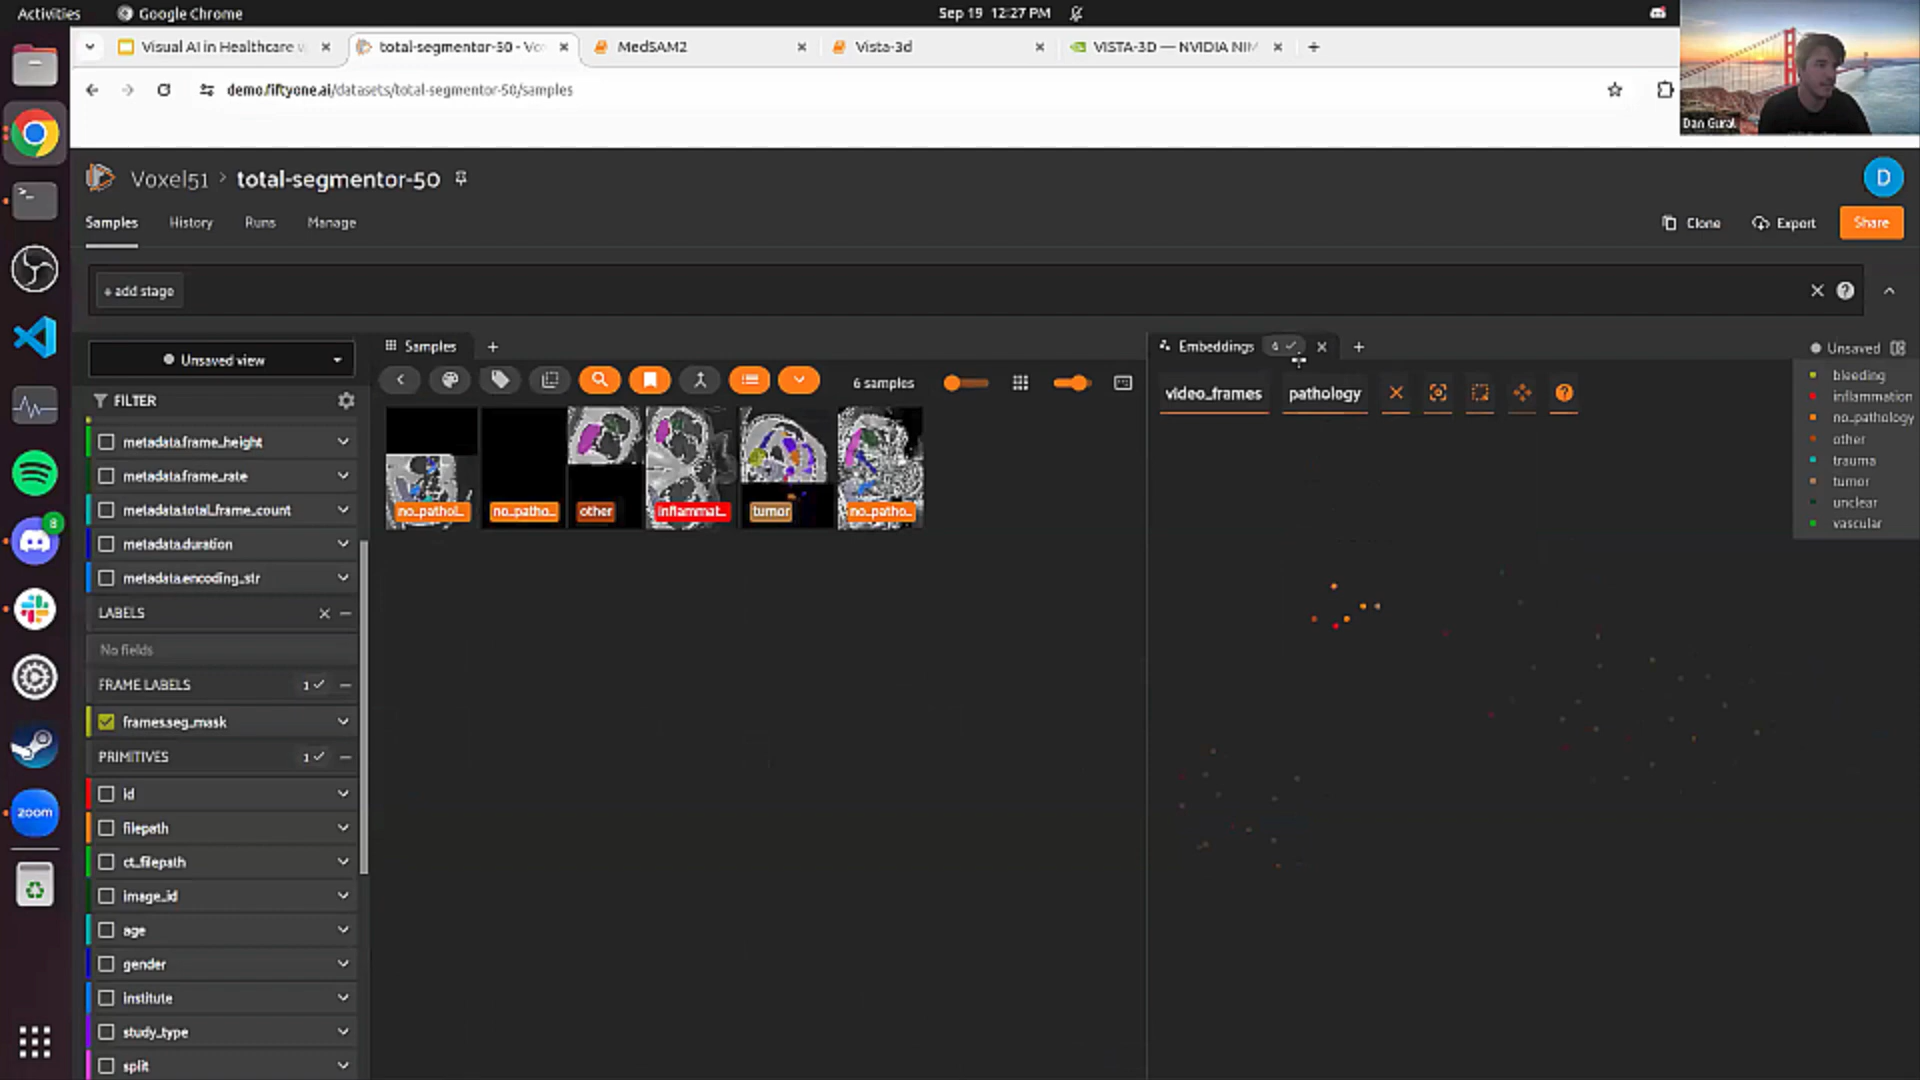 Activities
Google Chrome
Sep 19 12:27 PM
Visual AI in Healthcare
total-segmentor-50 - Vo
MedSAM2
Vista-3d
VISTA-3D — NVIDIA NIM
demo.fiftyone.ai/datasets/total-segmentor-50/samples
Dan Gural
Voxel51 > total-segmentor-50
D
Samples
History
Runs
Manage
Clone
Export
Share
+ add stage
Unsaved view
Samples
Embeddings
6
Unsaved
FILTER
6 samples
video_frames
pathology
bleeding
inflammation
no_pathology
other
trauma
tumor
unclear
vascular
metadata.frame_height
metadata.frame_rate
metadata.total_frame_count
metadata.duration
metadata.encoding_str
no_pathol...
no_patho...
other
inflammat...
tumor
no_patho...
LABELS
No fields
FRAME LABELS
1
frames.seg_mask
PRIMITIVES
1
id
filepath
ct_filepath
image_id
age
gender
institute
study_type
split
8
zoom